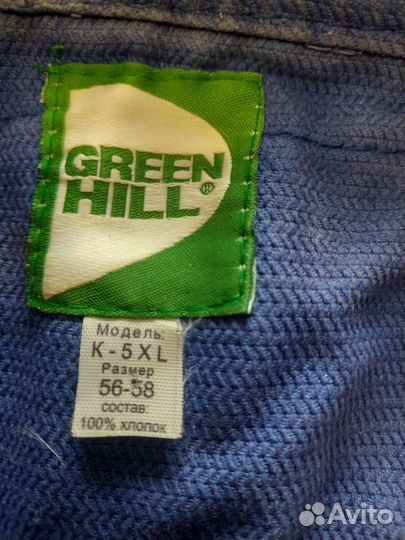 GREEN
HILL®
Модель:
К-5XL
Размер
56-58
состав:
100% хлопок
Avito